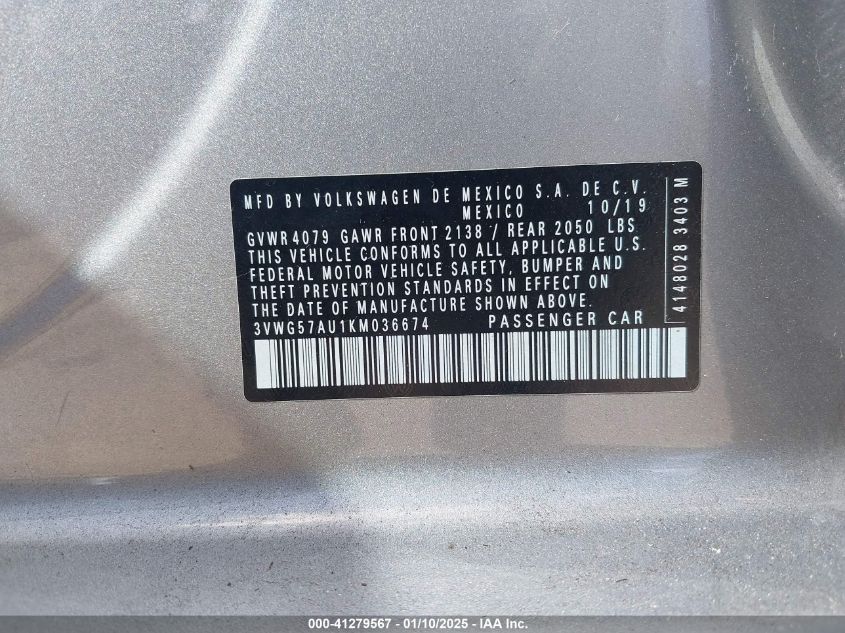 MFD BY VOLKSWAGEN DE MEXICO S.A. DE C.V.
MEXICO 10/19
GVWR4079 GAWR FRONT2138 / REAR 2050 LBS
THIS VEHICLE CONFORMS TO ALL APPLICABLE U.S.
FEDERAL MOTOR VEHICLE SAFETY, BUMPER AND
THEFT PREVENTION STANDARDS IN EFFECT ON
THE DATE OF MANUFACTURE SHOWN ABOVE.
3VWG57AU1KM036674 PASSENGER CAR
4148028 3403 M
000-41279567 - 01/10/2025 - IAA Inc.